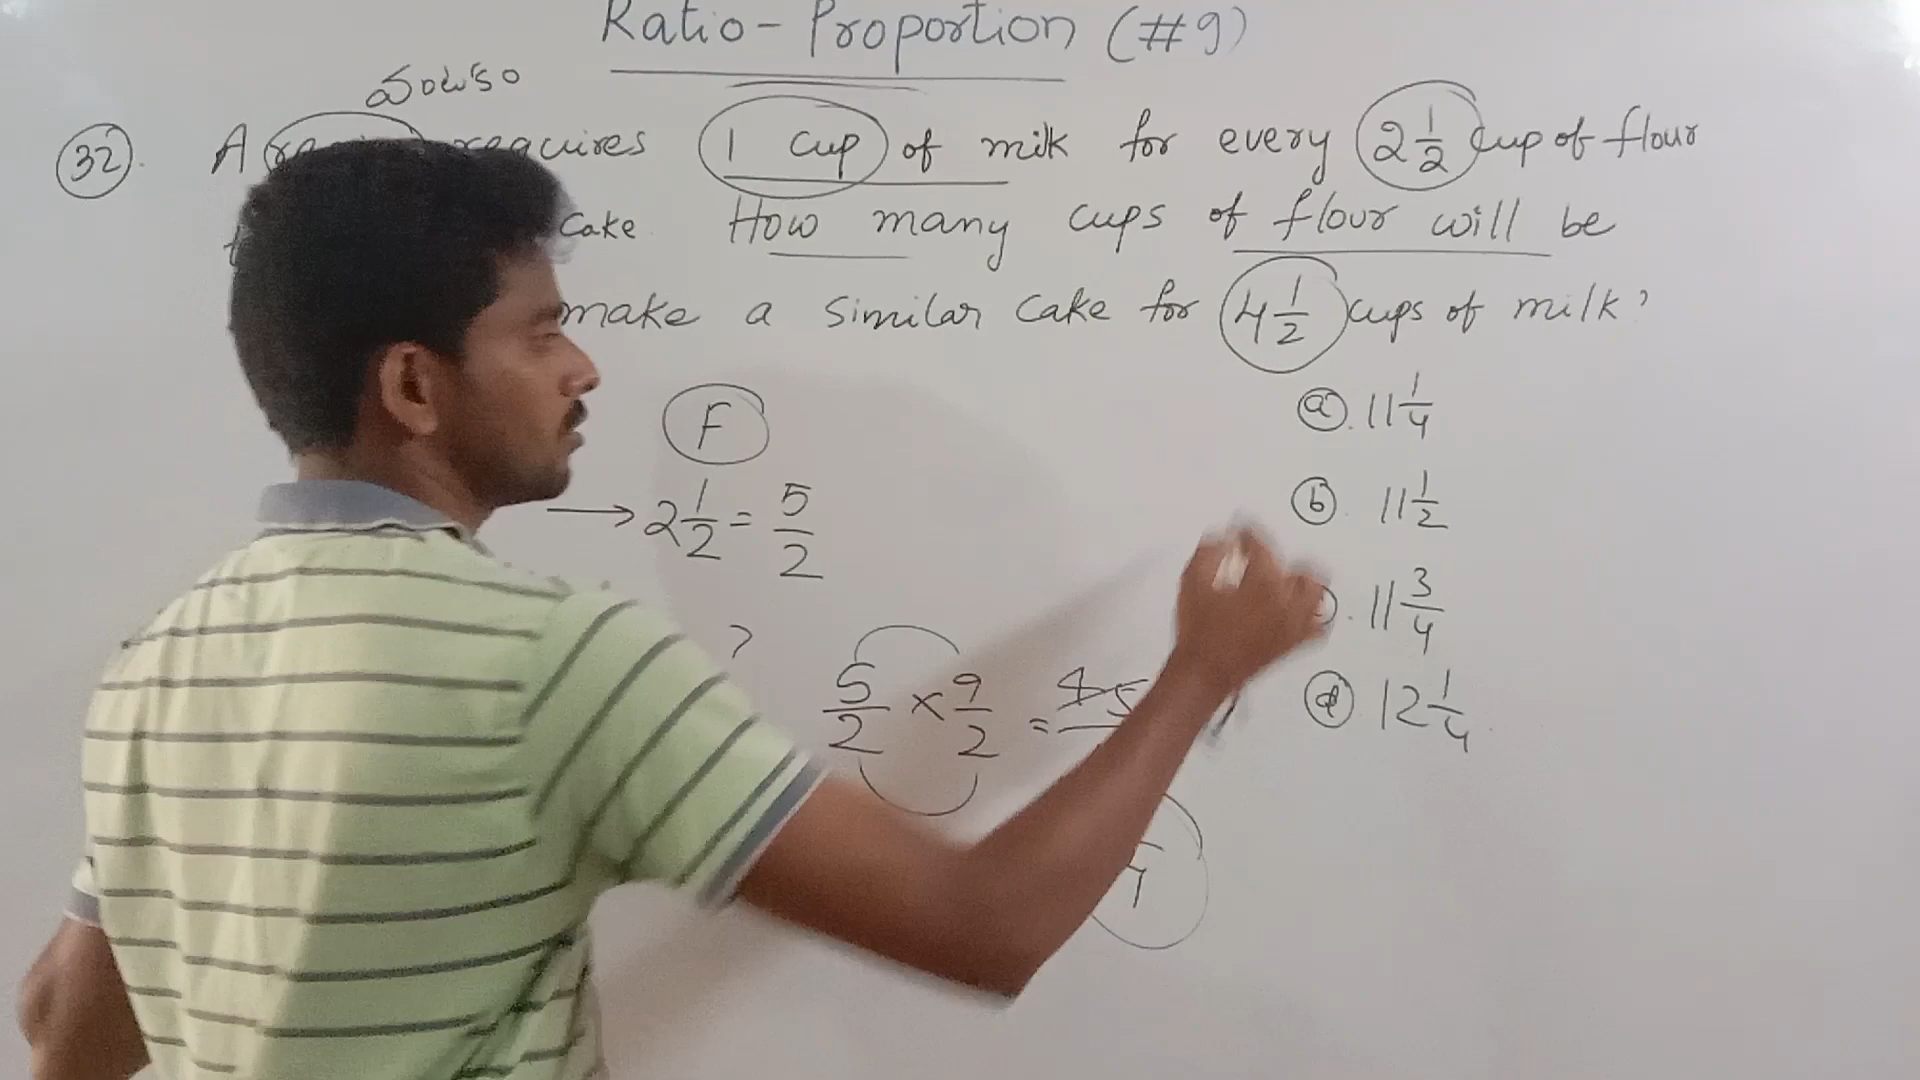 Ratio - Proportion (#9)
వంటకం
32. A requires 1 cup of milk for every 2 1/2 cup of flour
Cake How many cups of flour will be
make a similar cake for 4 1/2 cups of milk?
F
→ 2 1/2 = 5/2
?
5/2 × 9/2 = 45
a. 11 1/4
b. 11 1/2
11 3/4
d. 12 1/4